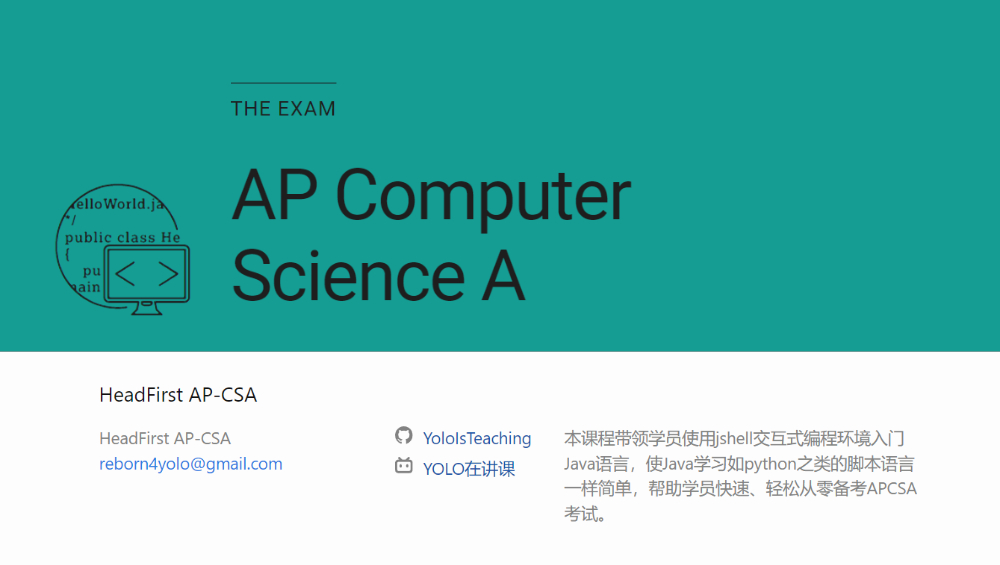 THE EXAM
AP Computer
Science A
HelloWorld.ja
*/
public class He
{
pu
main
HeadFirst AP-CSA
HeadFirst AP-CSA
reborn4yolo@gmail.com
YoloIsTeaching
YOLO在讲课
本课程带领学员使用jshell交互式编程环境入门
Java语言，使Java学习如python之类的脚本语言
一样简单，帮助学员快速、轻松从零备考APCSA
考试。